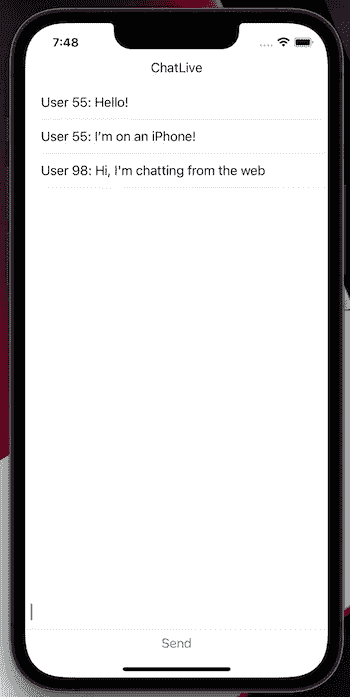 7:48
ChatLive
User 55: Hello!
User 55: I'm on an iPhone!
User 98: Hi, I'm chatting from the web
Send